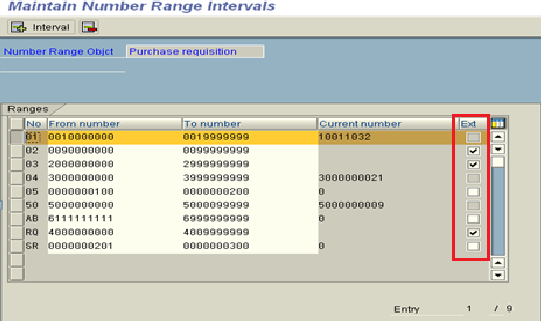 Maintain Number Range Intervals
Interval
Number Range Objct Purchase requisition
Ranges
No From number To number Current number Ext
01 0010000000 0019999999 10011032
02 0090000000 0099999999
03 2000000000 2999999999
04 3000000000 3999999999 3000000021
05 0000000100 0000000200 0
50 5000000000 5000099999 5000000009
AB 6111111111 6999999999 0
RQ 4000000000 4009999999
SR 0000000201 0000000300 0
Entry 1 / 9